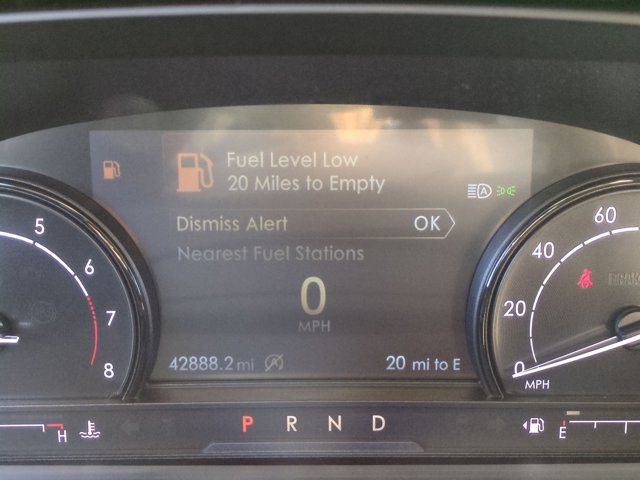 Fuel Level Low
20 Miles to Empty
Dismiss Alert OK
Nearest Fuel Stations
0
MPH
42888.2 mi
20 mi to E
5
6
7
8
60
40
20
0
MPH
BRAKE
H
P R N D
E